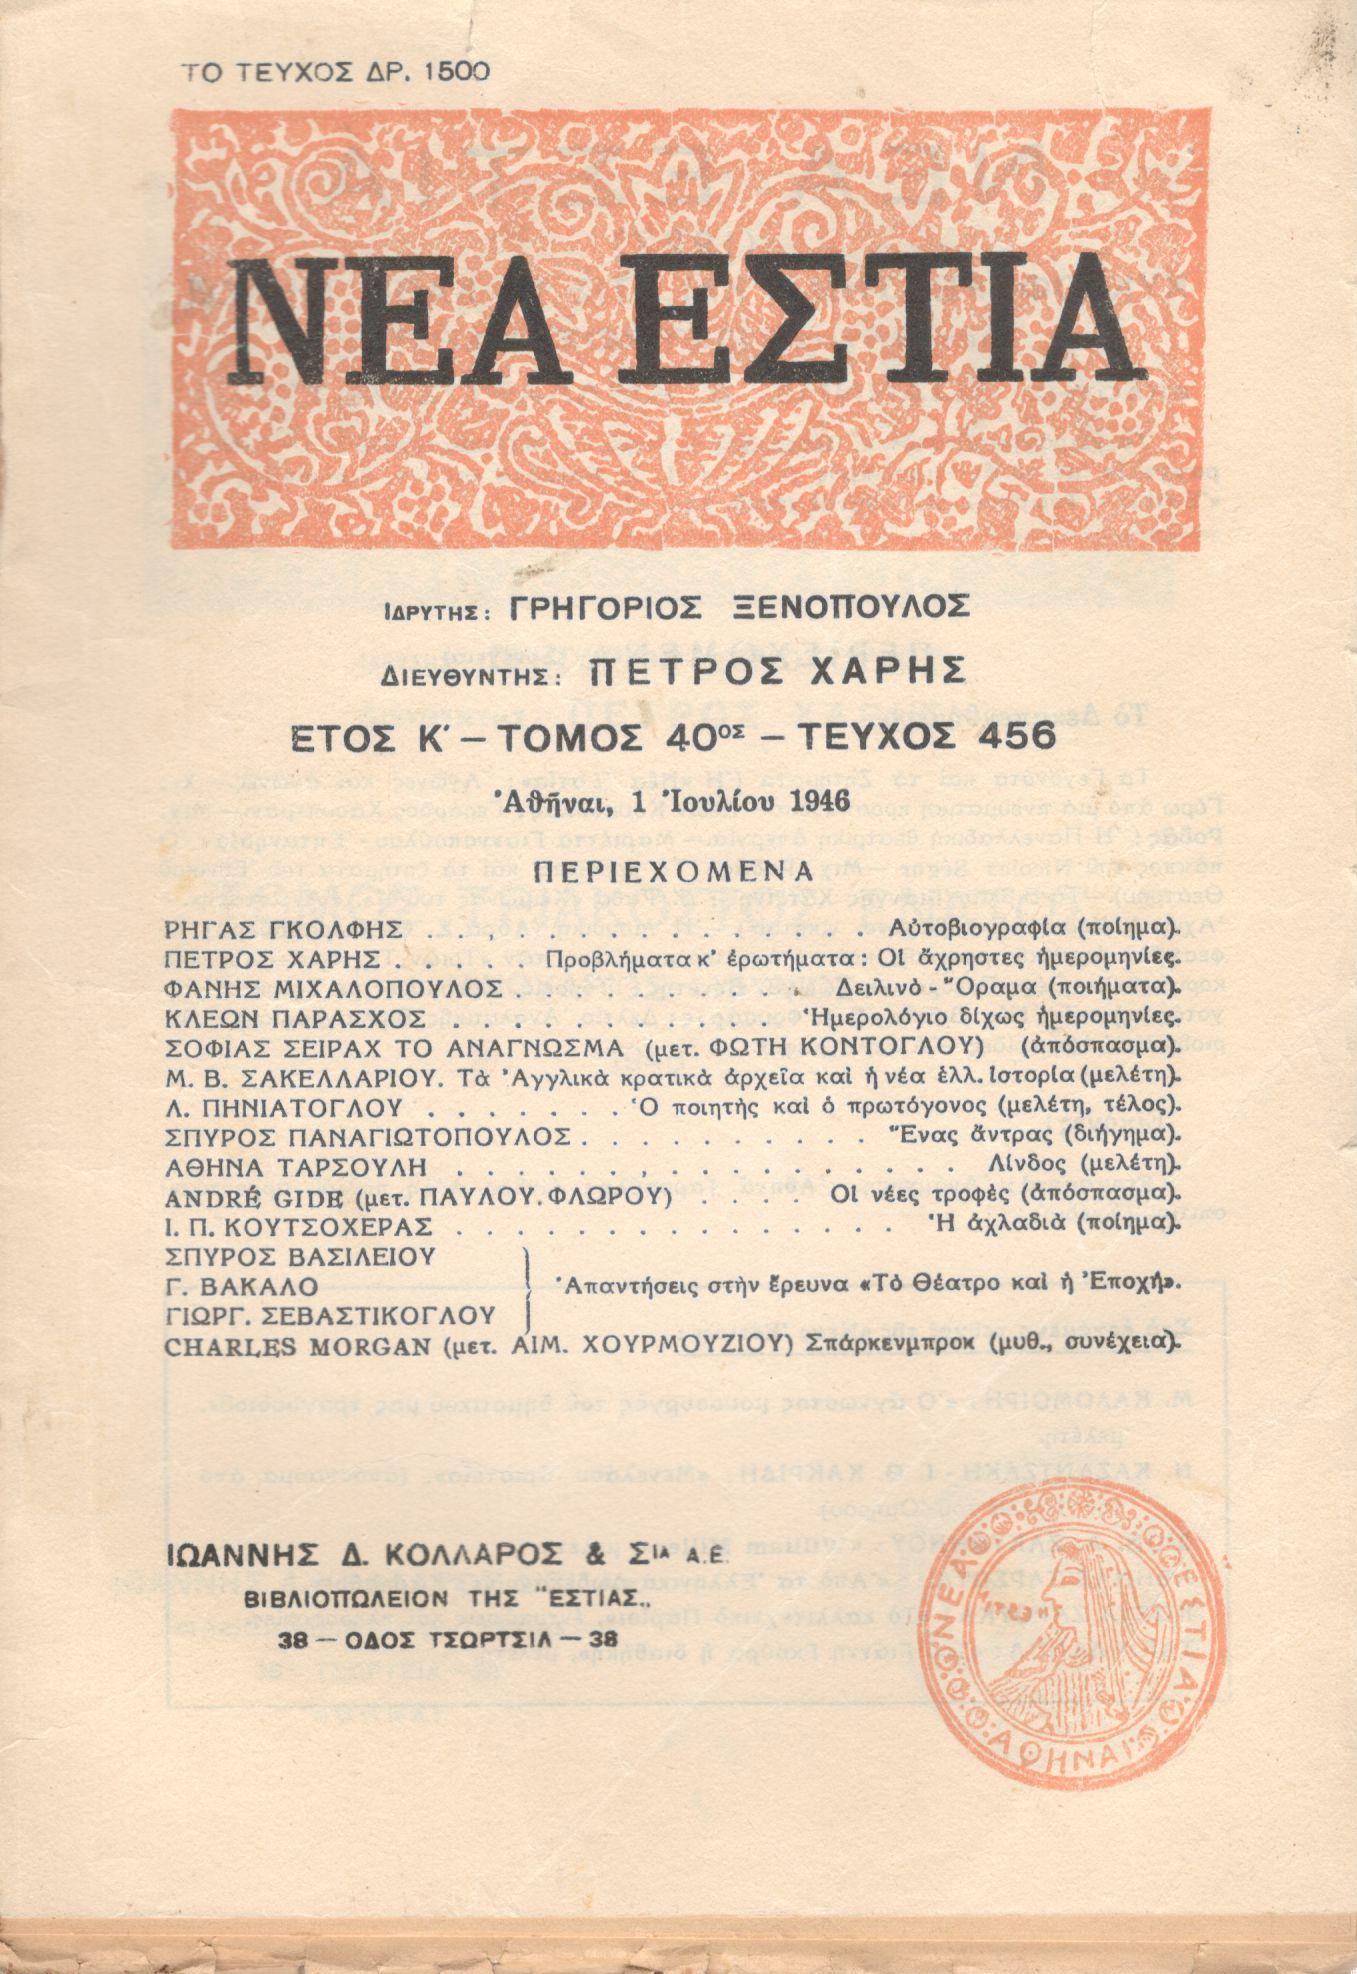 ΤΟ ΤΕΥΧΟΣ ΔΡ. 1500
ΝΕΑ ΕΣΤΙΑ
ΙΔΡΥΤΗΣ: ΓΡΗΓΟΡΙΟΣ ΞΕΝΟΠΟΥΛΟΣ
ΔΙΕΥΘΥΝΤΗΣ: ΠΕΤΡΟΣ ΧΑΡΗΣ
ΕΤΟΣ Κ΄ – ΤΟΜΟΣ 40ΟΣ – ΤΕΥΧΟΣ 456
Ἀθῆναι, 1 Ἰουλίου 1946
ΠΕΡΙΕΧΟΜΕΝΑ
ΡΗΓΑΣ ΓΚΟΛΦΗΣ . . . . . . . . . . . . . . . Αὐτοβιογραφία (ποίημα).
ΠΕΤΡΟΣ ΧΑΡΗΣ . . . . . Προβλήματα κ' ἐρωτήματα: Οἱ ἄχρηστες ἡμερομηνίες.
ΦΑΝΗΣ ΜΙΧΑΛΟΠΟΥΛΟΣ . . . . . . . . . . Δειλινὸ - Ὅραμα (ποιήματα).
ΚΛΕΩΝ ΠΑΡΑΣΧΟΣ . . . . . . . . . . . Ἡμερολόγιο δίχως ἡμερομηνίες.
ΣΟΦΙΑΣ ΣΕΙΡΑΧ ΤΟ ΑΝΑΓΝΩΣΜΑ (μετ. ΦΩΤΗ ΚΟΝΤΟΓΛΟΥ) (ἀπόσπασμα).
Μ. Β. ΣΑΚΕΛΛΑΡΙΟΥ. Τὰ Ἀγγλικὰ κρατικὰ ἀρχεῖα καὶ ἡ νέα ἑλλ. ἱστορία (μελέτη).
Λ. ΠΗΝΙΑΤΟΓΛΟΥ . . . . . . . Ὁ ποιητὴς καὶ ὁ πρωτόγονος (μελέτη, τέλος).
ΣΠΥΡΟΣ ΠΑΝΑΓΙΩΤΟΠΟΥΛΟΣ . . . . . . . . . . Ἕνας ἄντρας (διήγημα).
ΑΘΗΝΑ ΤΑΡΣΟΥΛΗ . . . . . . . . . . . . . . . . . Λίνδος (μελέτη).
ANDRÉ GIDE (μετ. ΠΑΥΛΟΥ ΦΛΩΡΟΥ) . . . . Οἱ νέες τροφὲς (ἀπόσπασμα).
Ι. Π. ΚΟΥΤΣΟΧΕΡΑΣ . . . . . . . . . . . . . . . Ἡ ἀχλαδιὰ (ποίημα).
ΣΠΥΡΟΣ ΒΑΣΙΛΕΙΟΥ
Γ. ΒΑΚΑΛΟ
Ἀπαντήσεις στὴν ἔρευνα «Τὸ Θέατρο καὶ ἡ Ἐποχή».
ΓΙΩΡΓ. ΣΕΒΑΣΤΙΚΟΓΛΟΥ
CHARLES MORGAN (μετ. ΑΙΜ. ΧΟΥΡΜΟΥΖΙΟΥ) Σπάρκενμπροκ (μυθ., συνέχεια).
ΙΩΑΝΝΗΣ Δ. ΚΟΛΛΑΡΟΣ & ΣΙΑ Α.Ε.
ΒΙΒΛΙΟΠΩΛΕΙΟΝ ΤΗΣ "ΕΣΤΙΑΣ„
38 – ΟΔΟΣ ΤΣΩΡΤΣΙΛ – 38
ΝΕΑ ΕΣΤΙΑ
ΑΘΗΝΑΙ